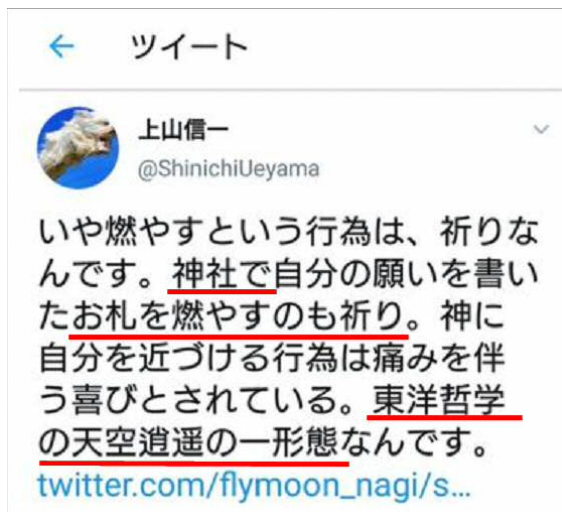 ← ツイート
上山信一
@ShinichiUeyama
いや燃やすという行為は、祈りな
んです。神社で自分の願いを書い
たお札を燃やすのも祈り。神に
自分を近づける行為は痛みを伴
う喜びとされている。東洋哲学
の天空逍遥の一形態なんです。
twitter.com/flymoon_nagi/s...